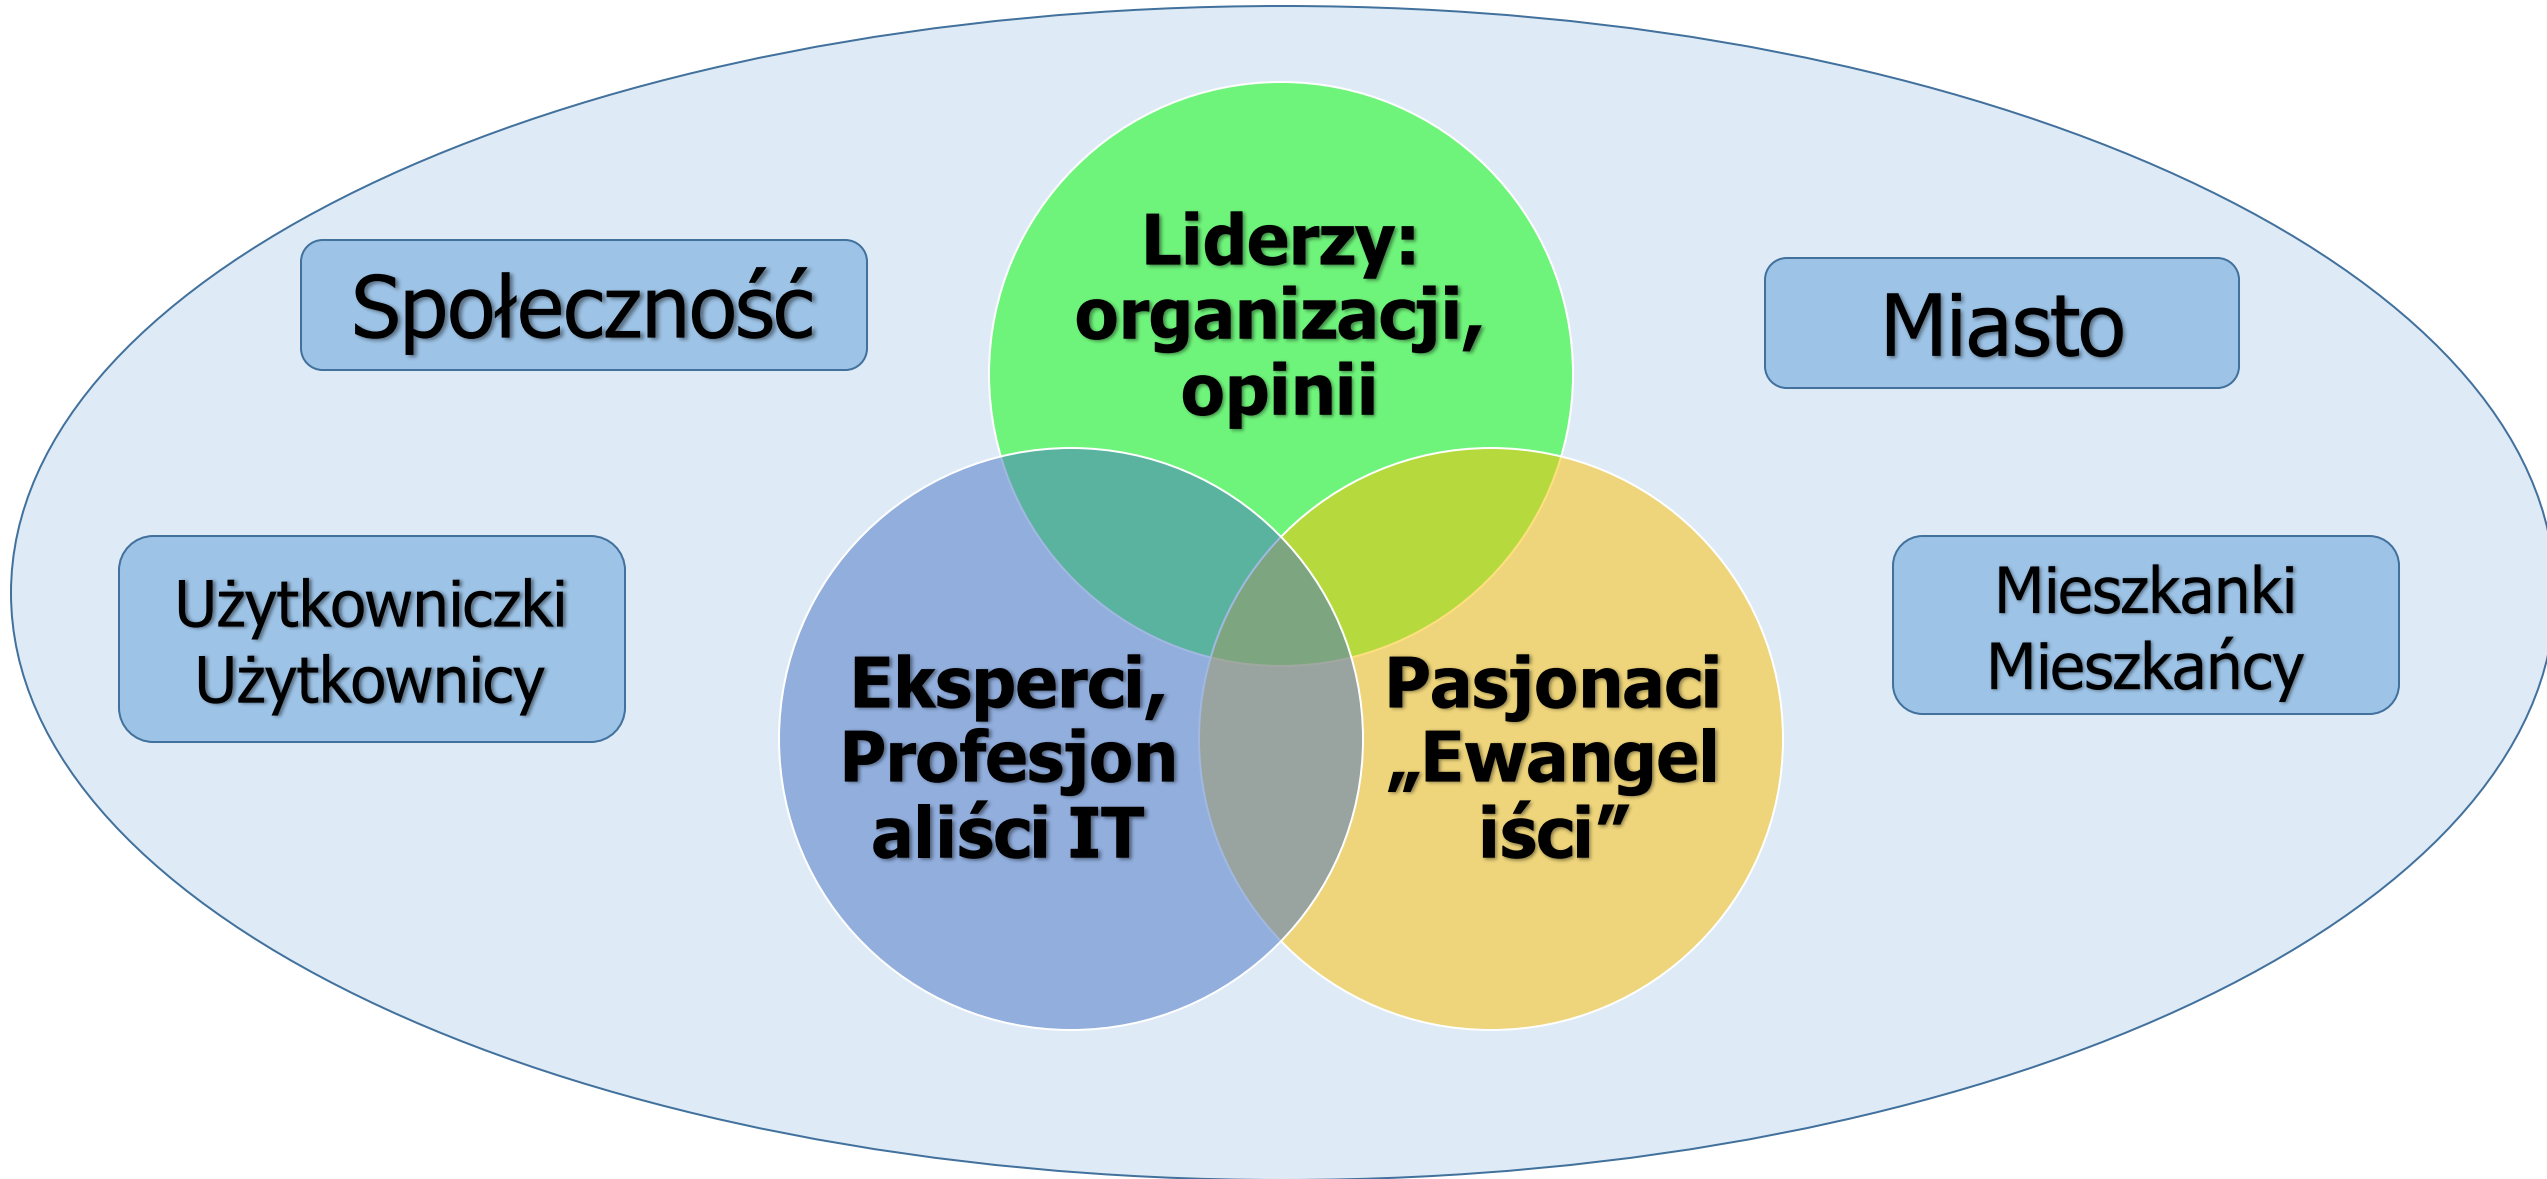 Liderzy:
organizacji,
opinii
Społeczność
Miasto
Użytkowniczki
Użytkownicy
Mieszkanki
Mieszkańcy
Eksperci,
Profesjon
aliści IT
Pasjonaci
„Ewangel
iści”